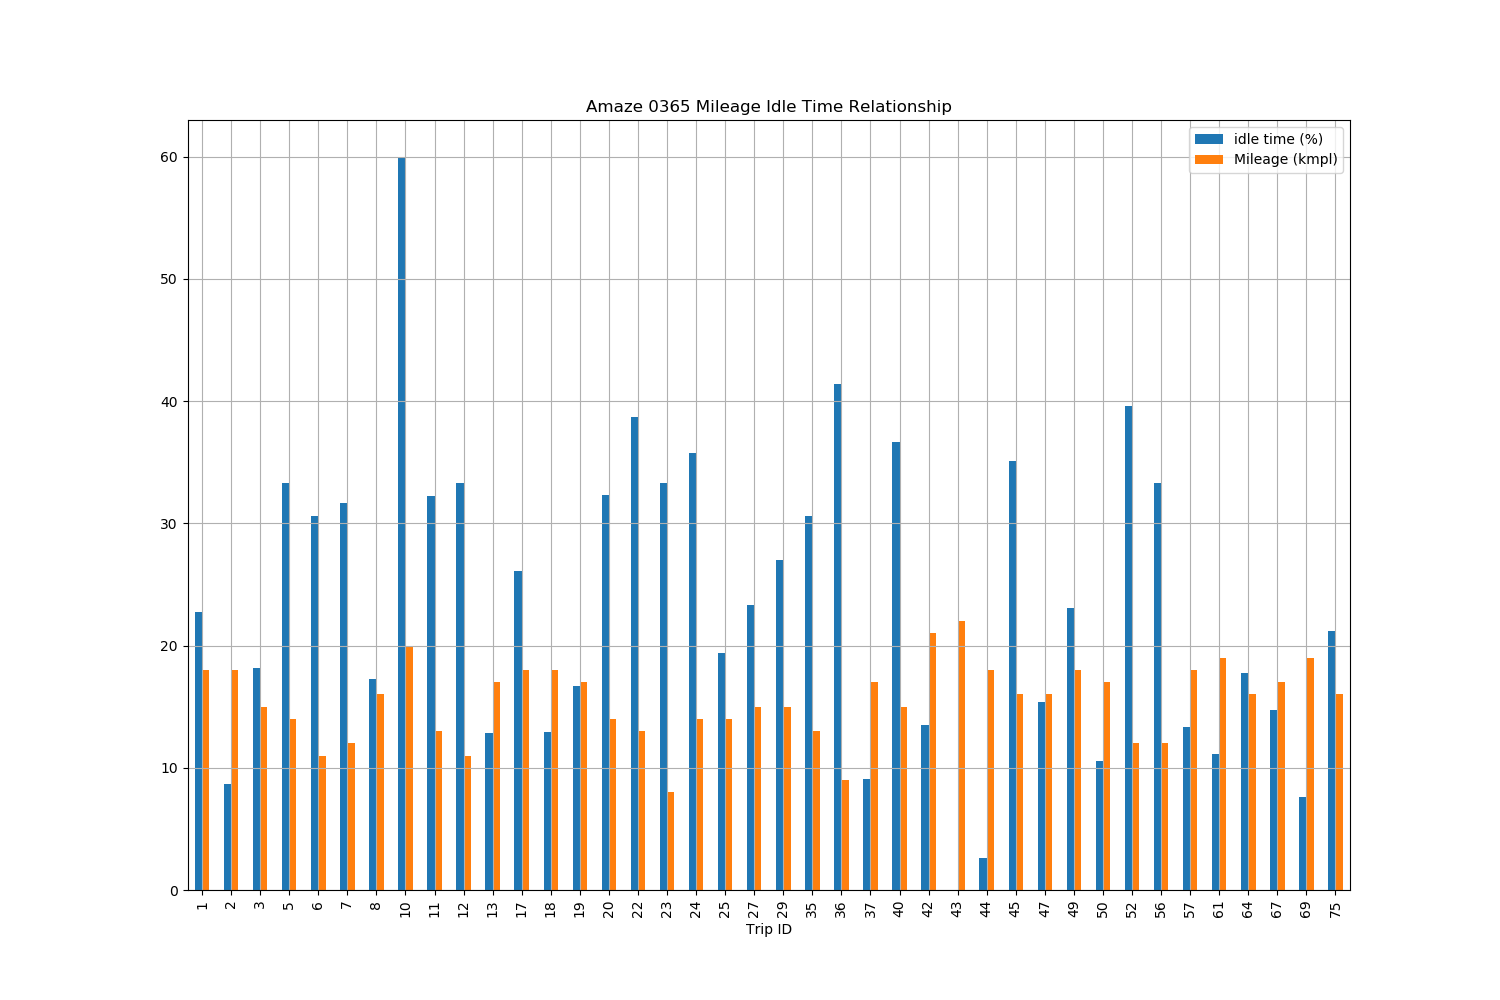 Amaze 0365 Mileage Idle Time Relationship
idle time (%)
Mileage (kmpl)
60
50
40
30
20
10
0
1 2 3 5 6 7 8 10 11 12 13 17 18 19 20 22 23 24 25 27 29 35 36 37 40 42 43 44 45 47 49 50 52 56 57 61 64 67 69 75
Trip ID